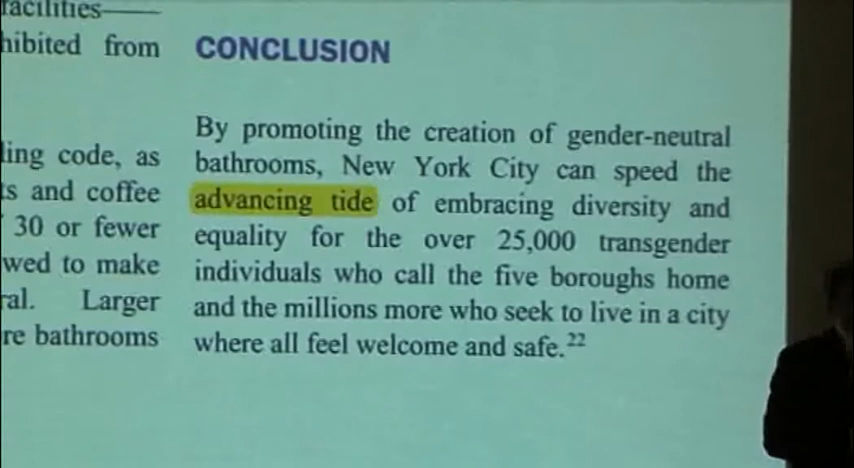 facilities——
hibited from
ling code, as
ts and coffee
30 or fewer
wed to make
ral. Larger
re bathrooms
CONCLUSION
By promoting the creation of gender-neutral
bathrooms, New York City can speed the
advancing tide of embracing diversity and
equality for the over 25,000 transgender
individuals who call the five boroughs home
and the millions more who seek to live in a city
where all feel welcome and safe.22